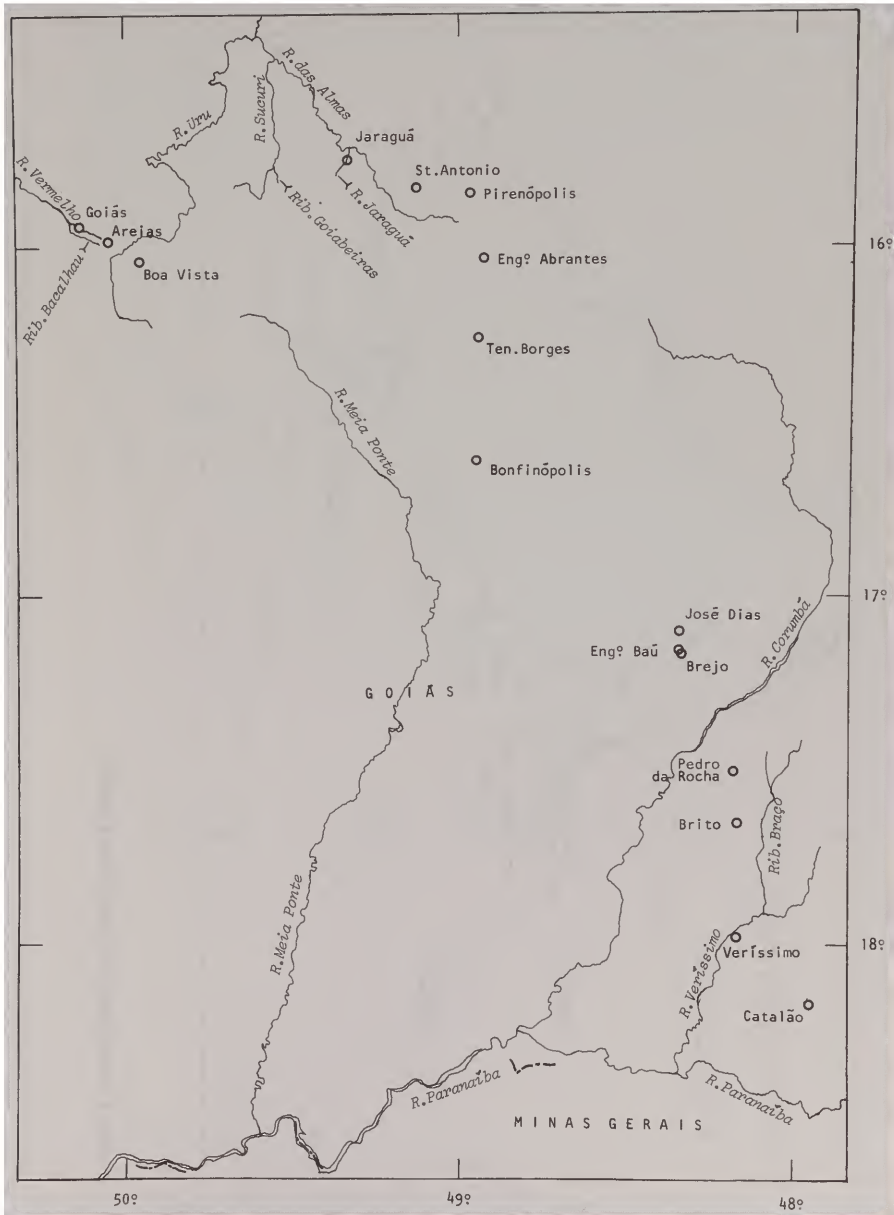 R. das Almas
R. Sucuri
R. Uru
Jaraguá
St.Antonio
R. Vermelho
Pirenópolis
R. Jaraguá
Goiás
Rib. Goiabeiras
Areias
16º
Engº Abrantes
Boa Vista
Rib. Bacalhau
Ten.Borges
R. Meia Ponte
Bonfinópolis
17º
José Dias
R. Corumbá
Engº Baú
Brejo
GOIÁS
Pedro
da Rocha
Brito
Rib. Braço
R. Meia Ponte
18º
Veríssimo
R. Veríssimo
Catalão
R. Paranaíba
R. Paranaíba
MINAS GERAIS
50º
49º
48º